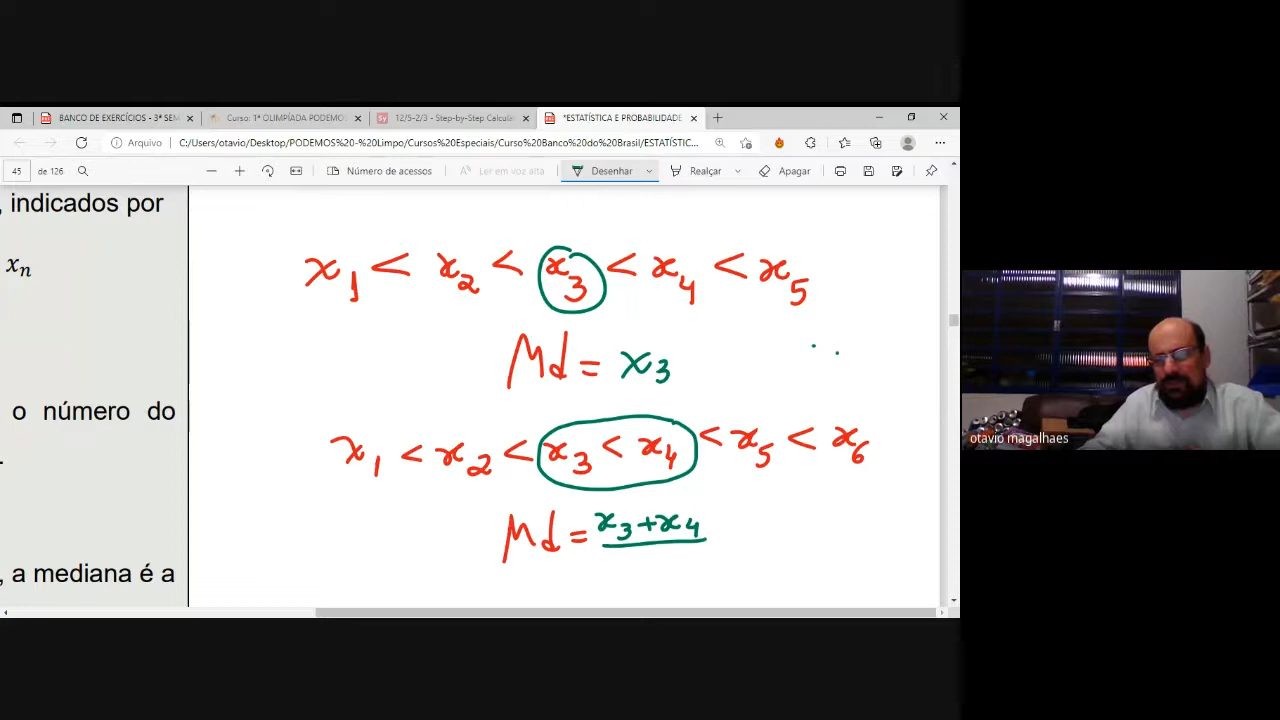 BANCO DE EXERCÍCIOS - 3ª SEM
Curso: 1ª OLIMPÍADA PODEMOS
Sy 12/5-2/3 - Step-by-Step Calcula
*ESTATÍSTICA E PROBABILIDADE
Arquivo C:/Users/otavio/Desktop/PODEMOS%20-%20Limpo/Cursos%20Especiais/Curso%20Banco%20do%20Brasil/ESTATÍSTIC...
45 de 126 Número de acessos Ler em voz alta Desenhar Realçar Apagar
, indicados por
xₙ
x₁ < x₂ < x₃ < x₄ < x₅
Md = x₃
o número do
x₁ < x₂ < x₃ < x₄ < x₅ < x₆
.
Md = x₃+x₄
, a mediana é a
otavio magalhaes